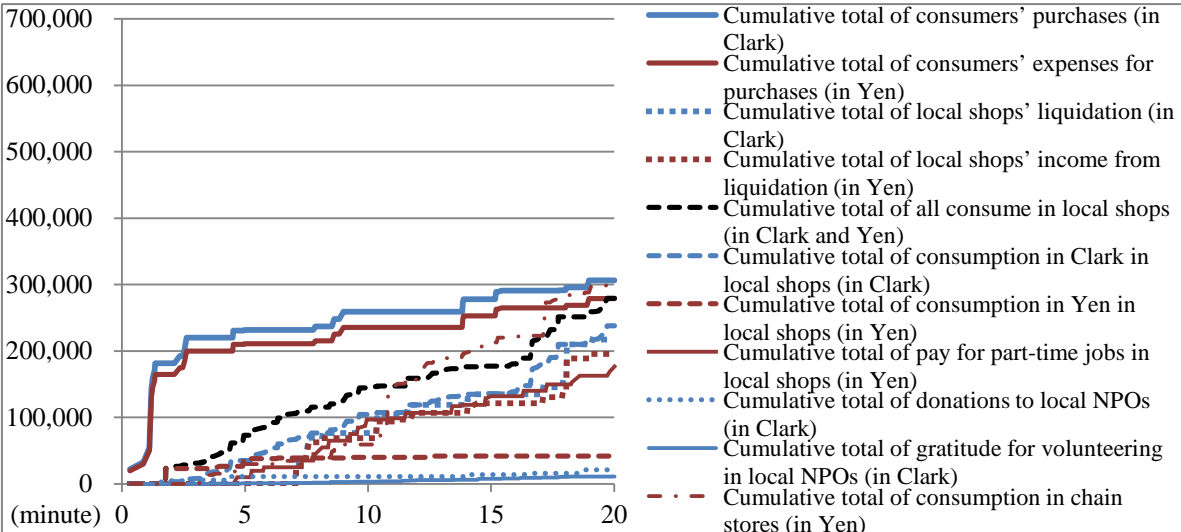 700,000
600,000
500,000
400,000
300,000
200,000
100,000
0
(minute) 0 5 10 15 20
Cumulative total of consumers’ purchases (in
Clark)
Cumulative total of consumers’ expenses for
purchases (in Yen)
Cumulative total of local shops’ liquidation (in
Clark)
Cumulative total of local shops’ income from
liquidation (in Yen)
Cumulative total of all consume in local shops
(in Clark and Yen)
Cumulative total of consumption in Clark in
local shops (in Clark)
Cumulative total of consumption in Yen in
local shops (in Yen)
Cumulative total of pay for part-time jobs in
local shops (in Yen)
Cumulative total of donations to local NPOs
(in Clark)
Cumulative total of gratitude for volunteering
in local NPOs (in Clark)
Cumulative total of consumption in chain
stores (in Yen)